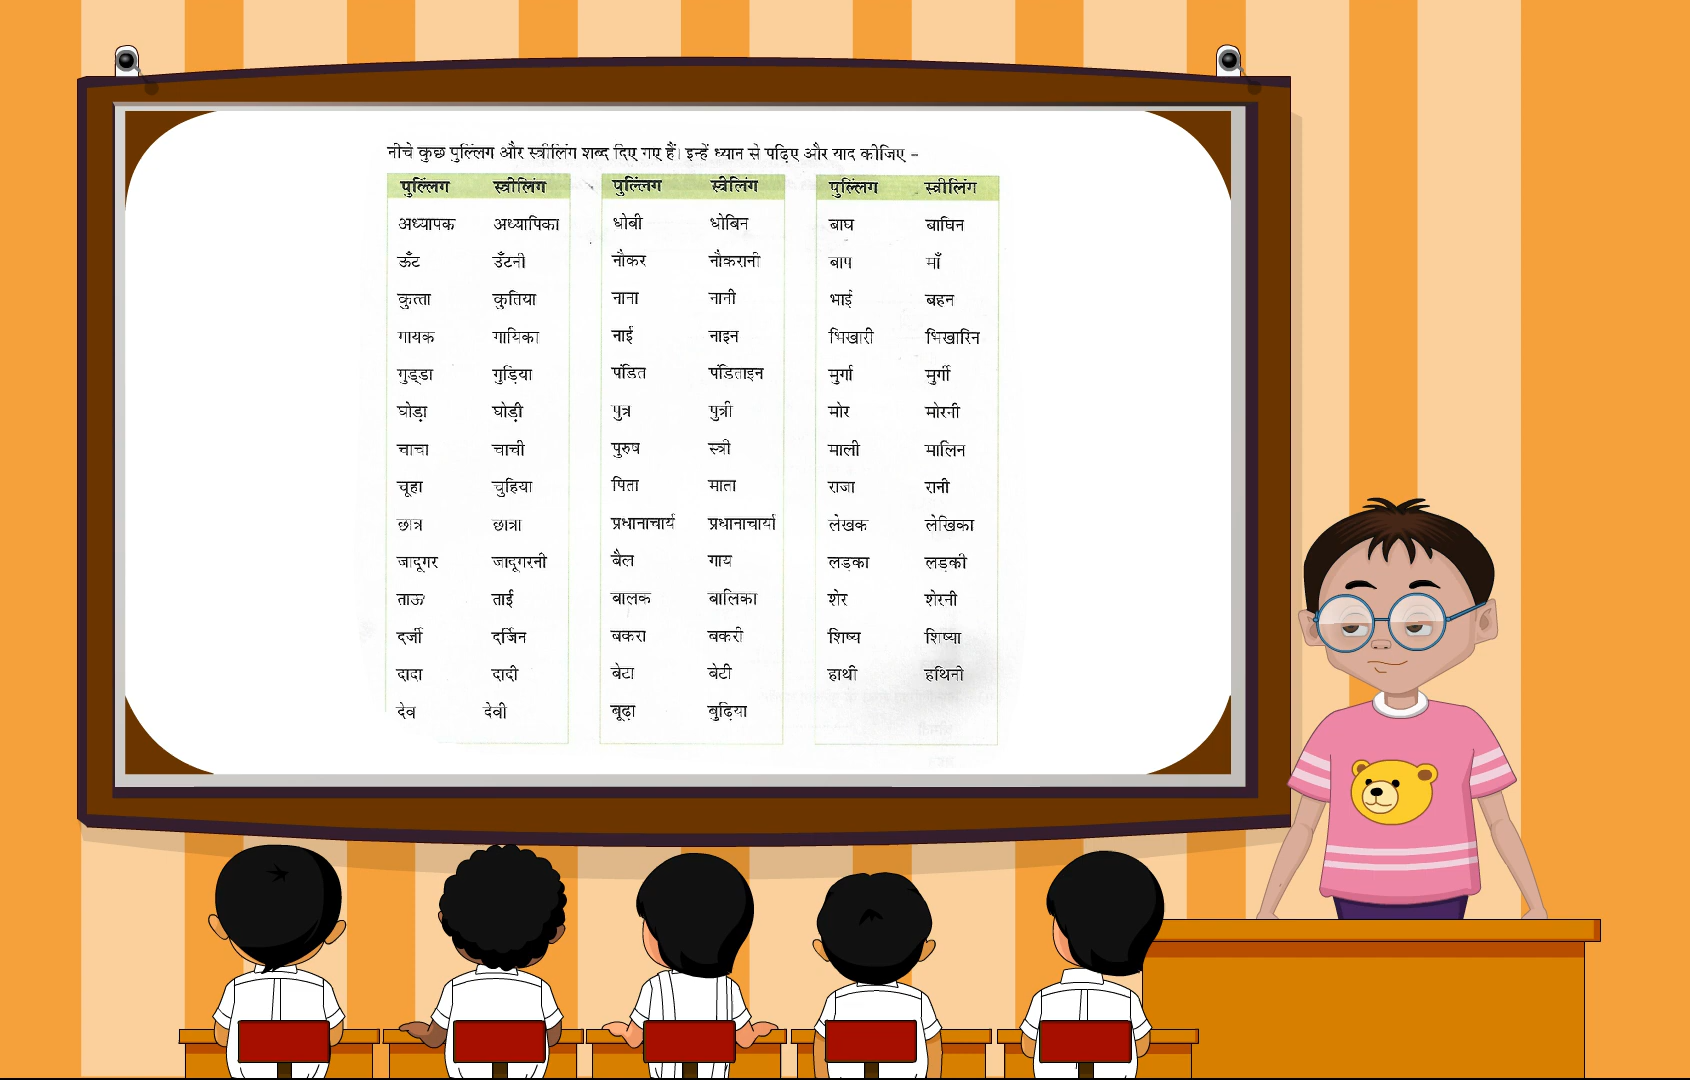 नीचे कुछ पुल्लिंग और स्त्रीलिंग शब्द दिए गए हैं। इन्हें ध्यान से पढ़िए और याद कीजिए –
पुल्लिंग स्त्रीलिंग पुल्लिंग स्त्रीलिंग पुल्लिंग स्त्रीलिंग
अध्यापक अध्यापिका धोबी धोबिन बाघ बाघिन
ऊँट उँटनी नौकर नौकरानी बाप माँ
कुत्ता कुतिया नाना नानी भाई बहन
गायक गायिका नाई नाइन भिखारी भिखारिन
गुड्डा गुड़िया पंडित पंडिताइन मुर्गा मुर्गी
घोड़ा घोड़ी पुत्र पुत्री मोर मोरनी
चाचा चाची पुरुष स्त्री माली मालिन
चूहा चुहिया पिता माता राजा रानी
छात्र छात्रा प्रधानाचार्य प्रधानाचार्या लेखक लेखिका
जादूगर जादूगरनी बैल गाय लड़का लड़की
ताऊ ताई बालक बालिका शेर शेरनी
दर्जी दर्जिन बकरा बकरी शिष्य शिष्या
दादा दादी बेटा बेटी हाथी हथिनी
देव देवी बूढ़ा बुढ़िया